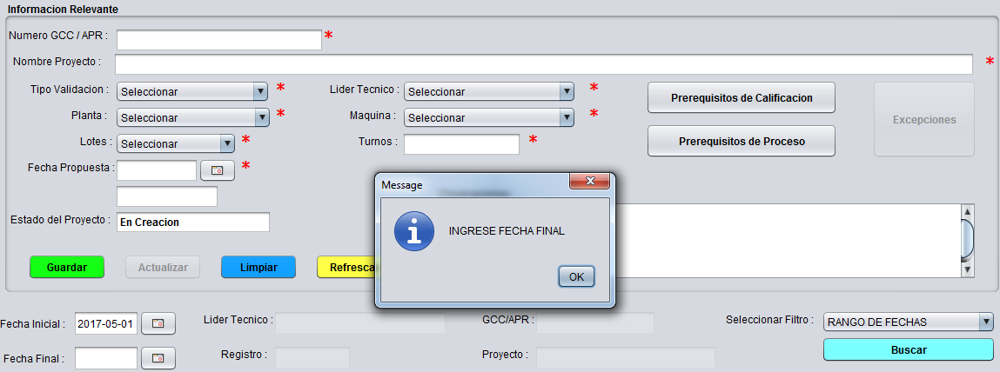 Informacion Relevante
Numero GCC / APR : *
Nombre Proyecto : *
Tipo Validacion : Seleccionar * Lider Tecnico : Seleccionar * Prerequisitos de Calificacion
Planta : Seleccionar * Maquina : Seleccionar * Excepciones
Lotes : Seleccionar * Turnos : * Prerequisitos de Proceso
Fecha Propuesta : *
Message
Estado del Proyecto : En Creacion
INGRESE FECHA FINAL
Guardar Actualizar Limpiar Refresca
OK
Fecha Inicial : 2017-05-01 Lider Tecnico : GCC/APR : Seleccionar Filtro : RANGO DE FECHAS
Fecha Final : Registro : Proyecto : Buscar